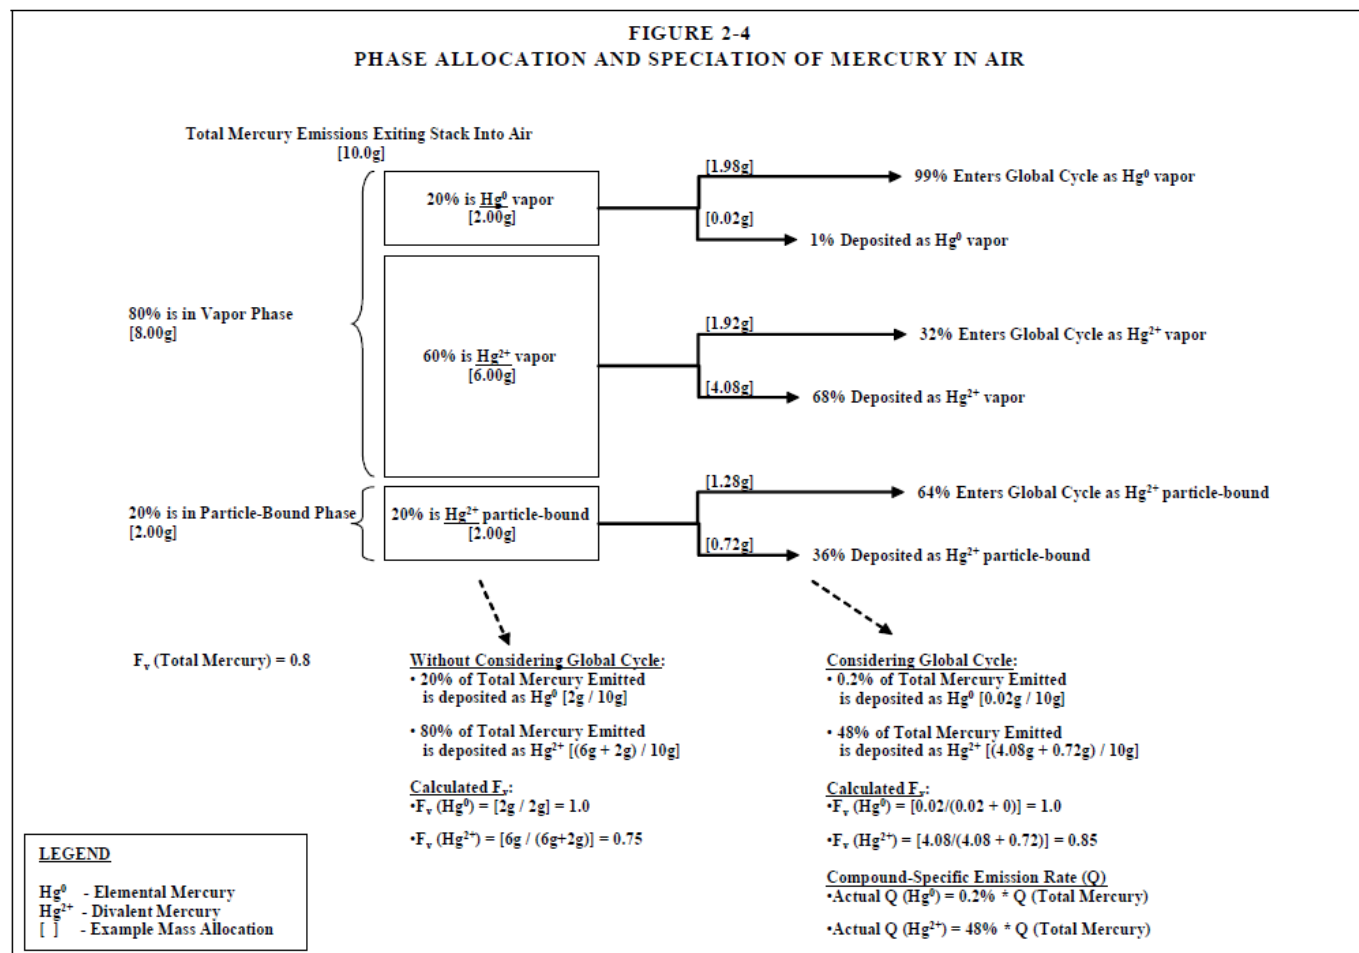 FIGURE 2-4
PHASE ALLOCATION AND SPECIATION OF MERCURY IN AIR
Total Mercury Emissions Exiting Stack Into Air
[10.0g]
80% is in Vapor Phase
[8.00g]
20% is Hg⁰ vapor
[2.00g]
[1.98g]
99% Enters Global Cycle as Hg⁰ vapor
[0.02g]
1% Deposited as Hg⁰ vapor
60% is Hg²⁺ vapor
[6.00g]
[1.92g]
32% Enters Global Cycle as Hg²⁺ vapor
[4.08g]
68% Deposited as Hg²⁺ vapor
20% is in Particle-Bound Phase
[2.00g]
20% is Hg²⁺ particle-bound
[2.00g]
[1.28g]
64% Enters Global Cycle as Hg²⁺ particle-bound
[0.72g]
36% Deposited as Hg²⁺ particle-bound
Fᵥ (Total Mercury) = 0.8
Without Considering Global Cycle:
• 20% of Total Mercury Emitted
is deposited as Hg⁰ [2g / 10g]
• 80% of Total Mercury Emitted
is deposited as Hg²⁺ [(6g + 2g) / 10g]
Calculated Fᵥ:
•Fᵥ (Hg⁰) = [2g / 2g] = 1.0
•Fᵥ (Hg²⁺) = [6g / (6g+2g)] = 0.75
Considering Global Cycle:
• 0.2% of Total Mercury Emitted
is deposited as Hg⁰ [0.02g / 10g]
• 48% of Total Mercury Emitted
is deposited as Hg²⁺ [(4.08g + 0.72g) / 10g]
Calculated Fᵥ:
•Fᵥ (Hg⁰) = [0.02/(0.02 + 0)] = 1.0
•Fᵥ (Hg²⁺) = [4.08/(4.08 + 0.72)] = 0.85
Compound-Specific Emission Rate (Q)
•Actual Q (Hg⁰) = 0.2% * Q (Total Mercury)
•Actual Q (Hg²⁺) = 48% * Q (Total Mercury)
LEGEND
Hg⁰ - Elemental Mercury
Hg²⁺ - Divalent Mercury
[ ] - Example Mass Allocation